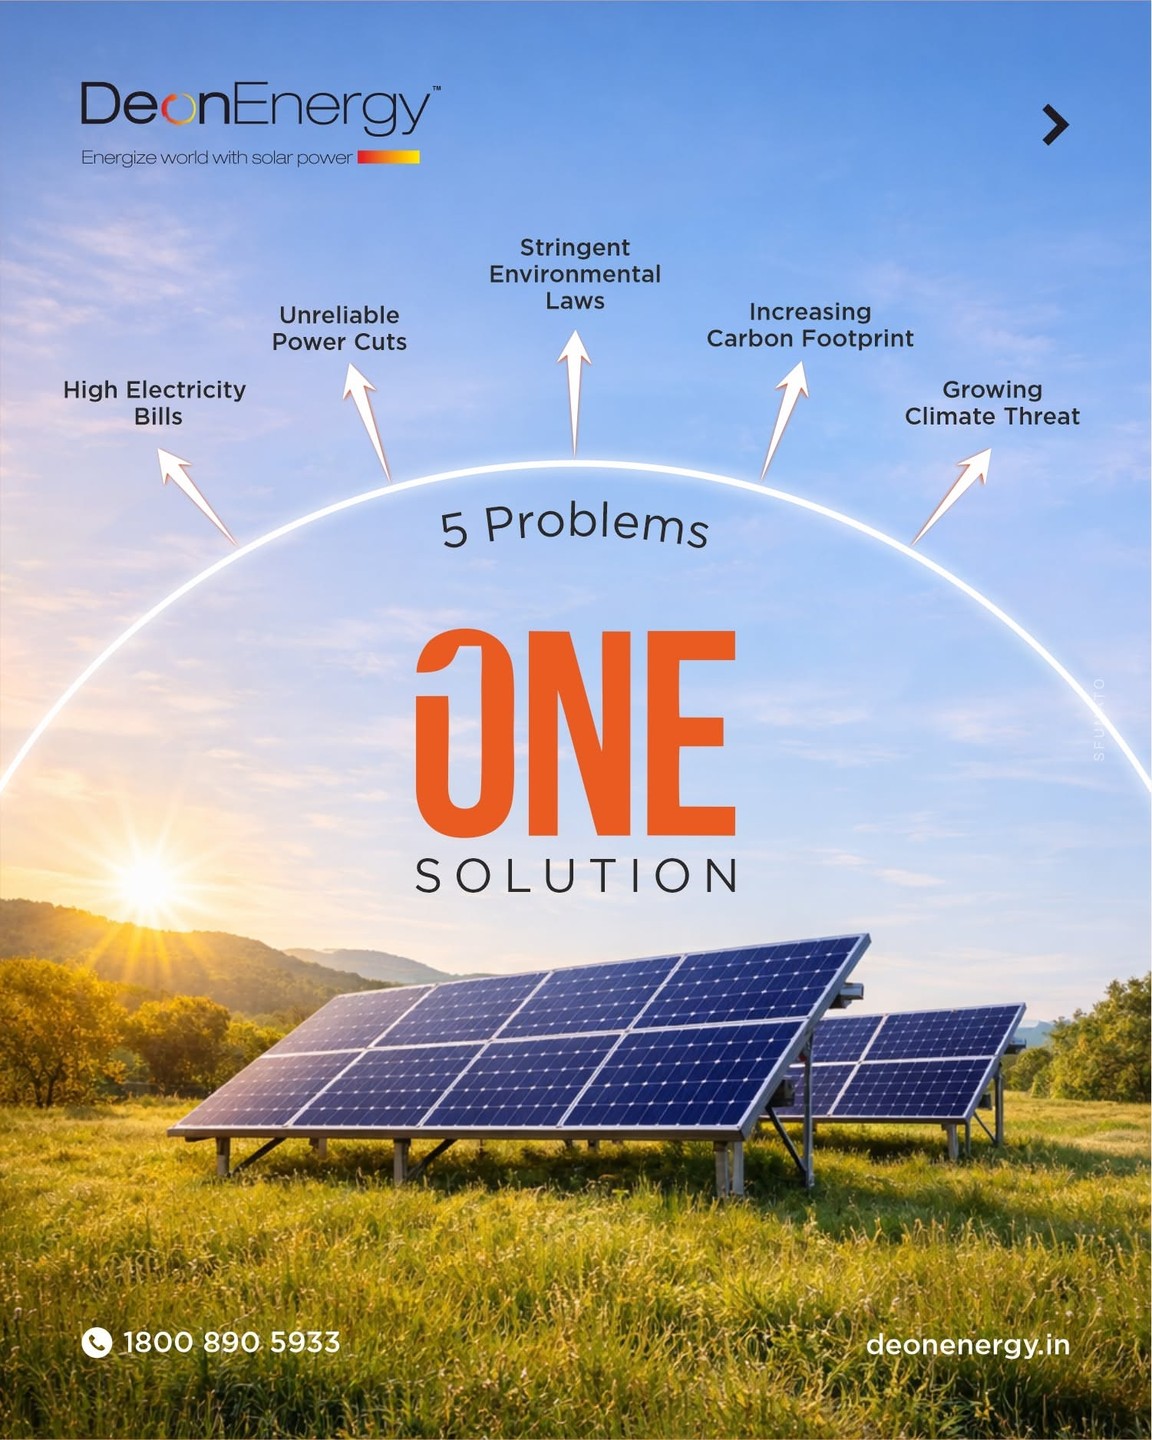 DeonEnergy™
Energize world with solar power
Stringent
Environmental
Laws
Unreliable
Power Cuts
Increasing
Carbon Footprint
High Electricity
Bills
Growing
Climate Threat
5 Problems
ONE
SOLUTION
1800 890 5933
deonenergy.in